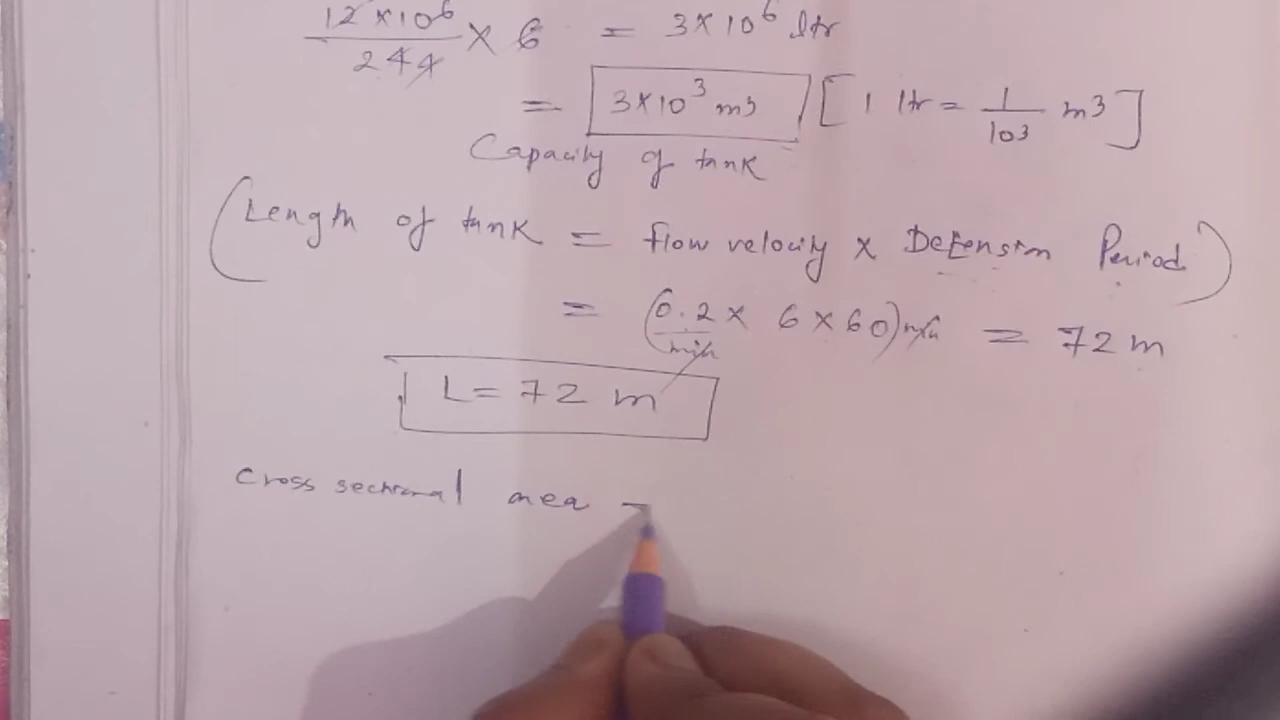 12 × 10⁶ / 24 4 × 6 = 3 × 10⁶ ltr
= 3 × 10³ m³ [ 1 ltr = 1 / 10³ m³ ]
Capacity of tank
( Length of tank = flow velocity × Detension Period )
= ( 0.2 / min × 6 × 60 ) min = 72 m
L = 72 m
Cross sectional area